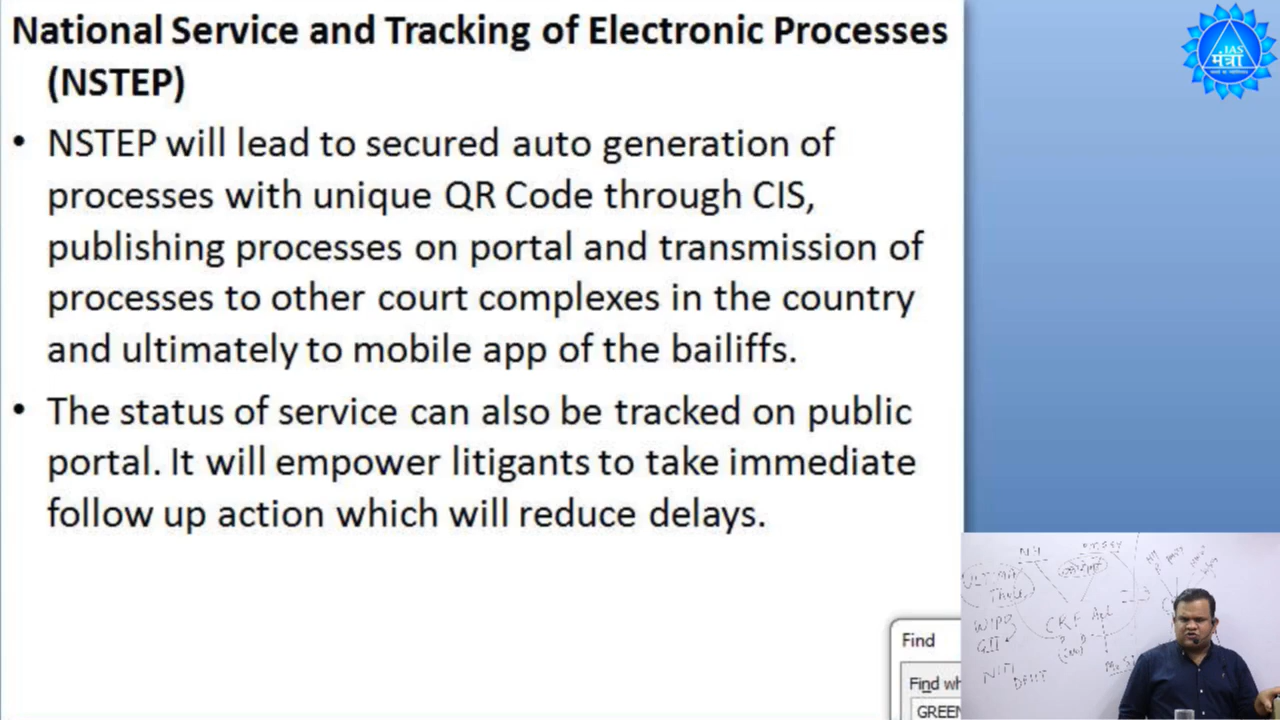 National Service and Tracking of Electronic Processes
(NSTEP)
IAS
मंत्रा
• NSTEP will lead to secured auto generation of
processes with unique QR Code through CIS,
publishing processes on portal and transmission of
processes to other court complexes in the country
and ultimately to mobile app of the bailiffs.
• The status of service can also be tracked on public
portal. It will empower litigants to take immediate
follow up action which will reduce delays.
Find
Find wh
GREEN
WIPO
GII
CRF
NITI